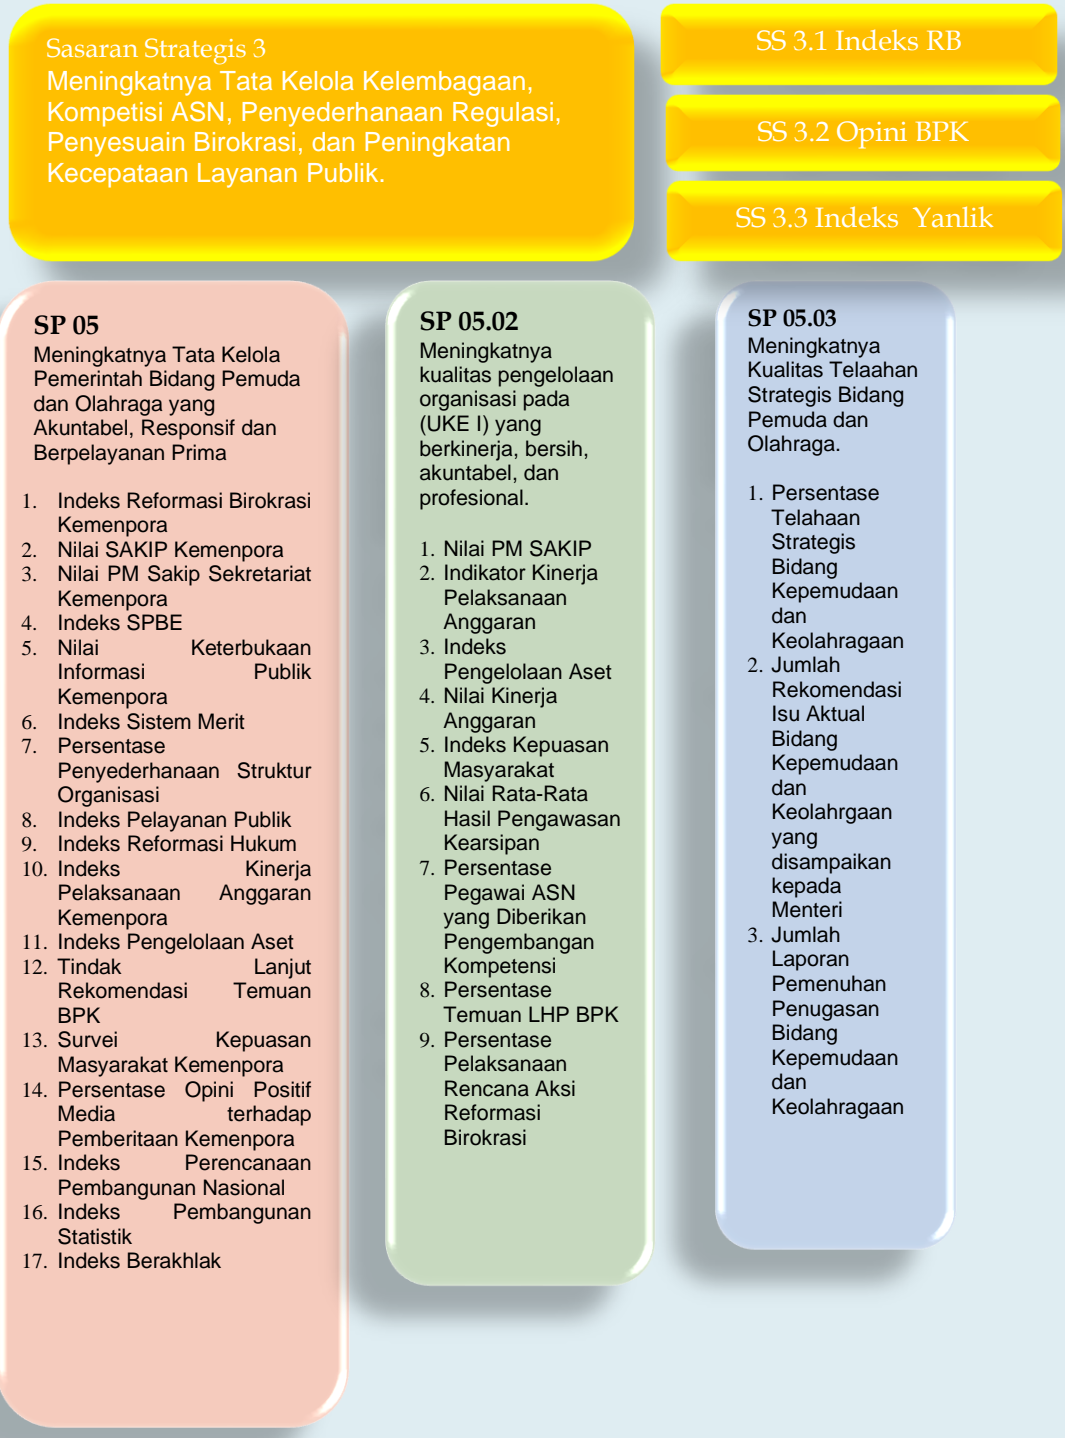 Sasaran Strategis 3
Meningkatnya Tata Kelola Kelembagaan,
Kompetisi ASN, Penyederhanaan Regulasi,
Penyesuain Birokrasi, dan Peningkatan
Kecepataan Layanan Publik.
SS 3.1 Indeks RB
SS 3.2 Opini BPK
SS 3.3 Indeks Yanlik
SP 05
Meningkatnya Tata Kelola
Pemerintah Bidang Pemuda
dan Olahraga yang
Akuntabel, Responsif dan
Berpelayanan Prima
1. Indeks Reformasi Birokrasi
Kemenpora
2. Nilai SAKIP Kemenpora
3. Nilai PM Sakip Sekretariat
Kemenpora
4. Indeks SPBE
5. Nilai Keterbukaan
Informasi Publik
Kemenpora
6. Indeks Sistem Merit
7. Persentase
Penyederhanaan Struktur
Organisasi
8. Indeks Pelayanan Publik
9. Indeks Reformasi Hukum
10. Indeks Kinerja
Pelaksanaan Anggaran
Kemenpora
11. Indeks Pengelolaan Aset
12. Tindak Lanjut
Rekomendasi Temuan
BPK
13. Survei Kepuasan
Masyarakat Kemenpora
14. Persentase Opini Positif
Media terhadap
Pemberitaan Kemenpora
15. Indeks Perencanaan
Pembangunan Nasional
16. Indeks Pembangunan
Statistik
17. Indeks Berakhlak
SP 05.02
Meningkatnya
kualitas pengelolaan
organisasi pada
(UKE I) yang
berkinerja, bersih,
akuntabel, dan
profesional.
1. Nilai PM SAKIP
2. Indikator Kinerja
Pelaksanaan
Anggaran
3. Indeks
Pengelolaan Aset
4. Nilai Kinerja
Anggaran
5. Indeks Kepuasan
Masyarakat
6. Nilai Rata-Rata
Hasil Pengawasan
Kearsipan
7. Persentase
Pegawai ASN
yang Diberikan
Pengembangan
Kompetensi
8. Persentase
Temuan LHP BPK
9. Persentase
Pelaksanaan
Rencana Aksi
Reformasi
Birokrasi
SP 05.03
Meningkatnya
Kualitas Telaahan
Strategis Bidang
Pemuda dan
Olahraga.
1. Persentase
Telahaan
Strategis
Bidang
Kepemudaan
dan
Keolahragaan
2. Jumlah
Rekomendasi
Isu Aktual
Bidang
Kepemudaan
dan
Keolahrgaan
yang
disampaikan
kepada
Menteri
3. Jumlah
Laporan
Pemenuhan
Penugasan
Bidang
Kepemudaan
dan
Keolahragaan